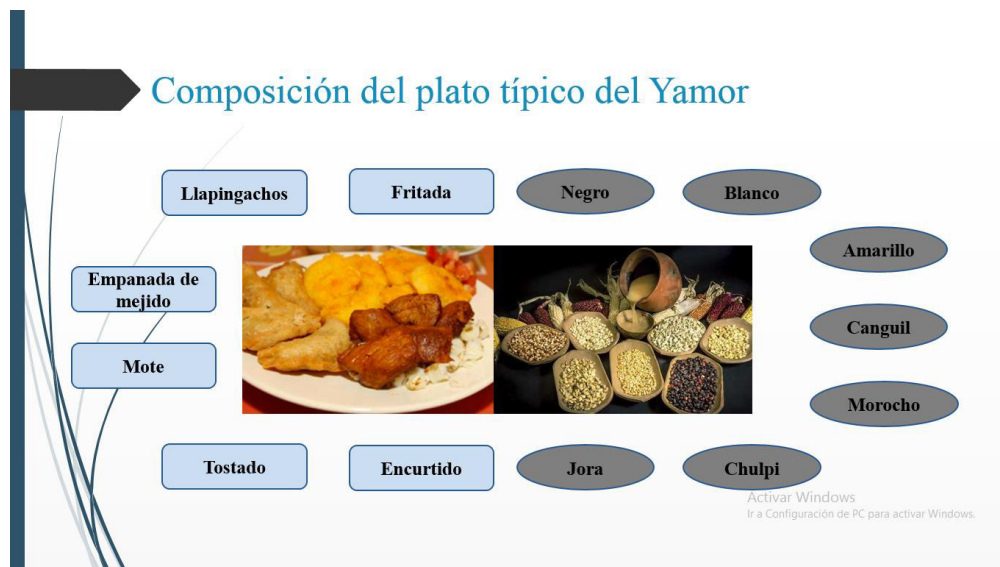 Composición del plato típico del Yamor
Llapingachos
Fritada
Negro
Blanco
Amarillo
Empanada de
mejido
Canguil
Mote
Morocho
Tostado
Encurtido
Jora
Chulpi
Activar Windows
Ir a Configuración de PC para activar Windows.